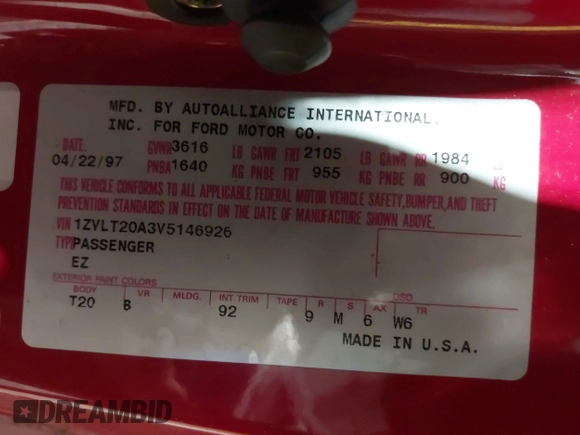 MFD. BY AUTOALLIANCE INTERNATIONAL.
INC. FOR FORD MOTOR CO.
DATE: GVWR 3616 LB GAWR FRT 2105 LB GAWR RR 1984
04/22/97 PNBA 1640 KG PNBE FRT 955 KG PNBE RR 900 KG
THIS VEHICLE CONFORMS TO ALL APPLICABLE FEDERAL MOTOR VEHICLE SAFETY, BUMPER, AND THEFT
PREVENTION STANDARDS IN EFFECT ON THE DATE OF MANUFACTURE SHOWN ABOVE.
VIN 1ZVLT20A3V5146926
TYPE PASSENGER
EZ
EXTERIOR PAINT COLORS DSO
BODY VR MLDG. INT TRIM TAPE R S AX TR
T20 B 92 9 M 6 W6
MADE IN U.S.A.
DREAMBID